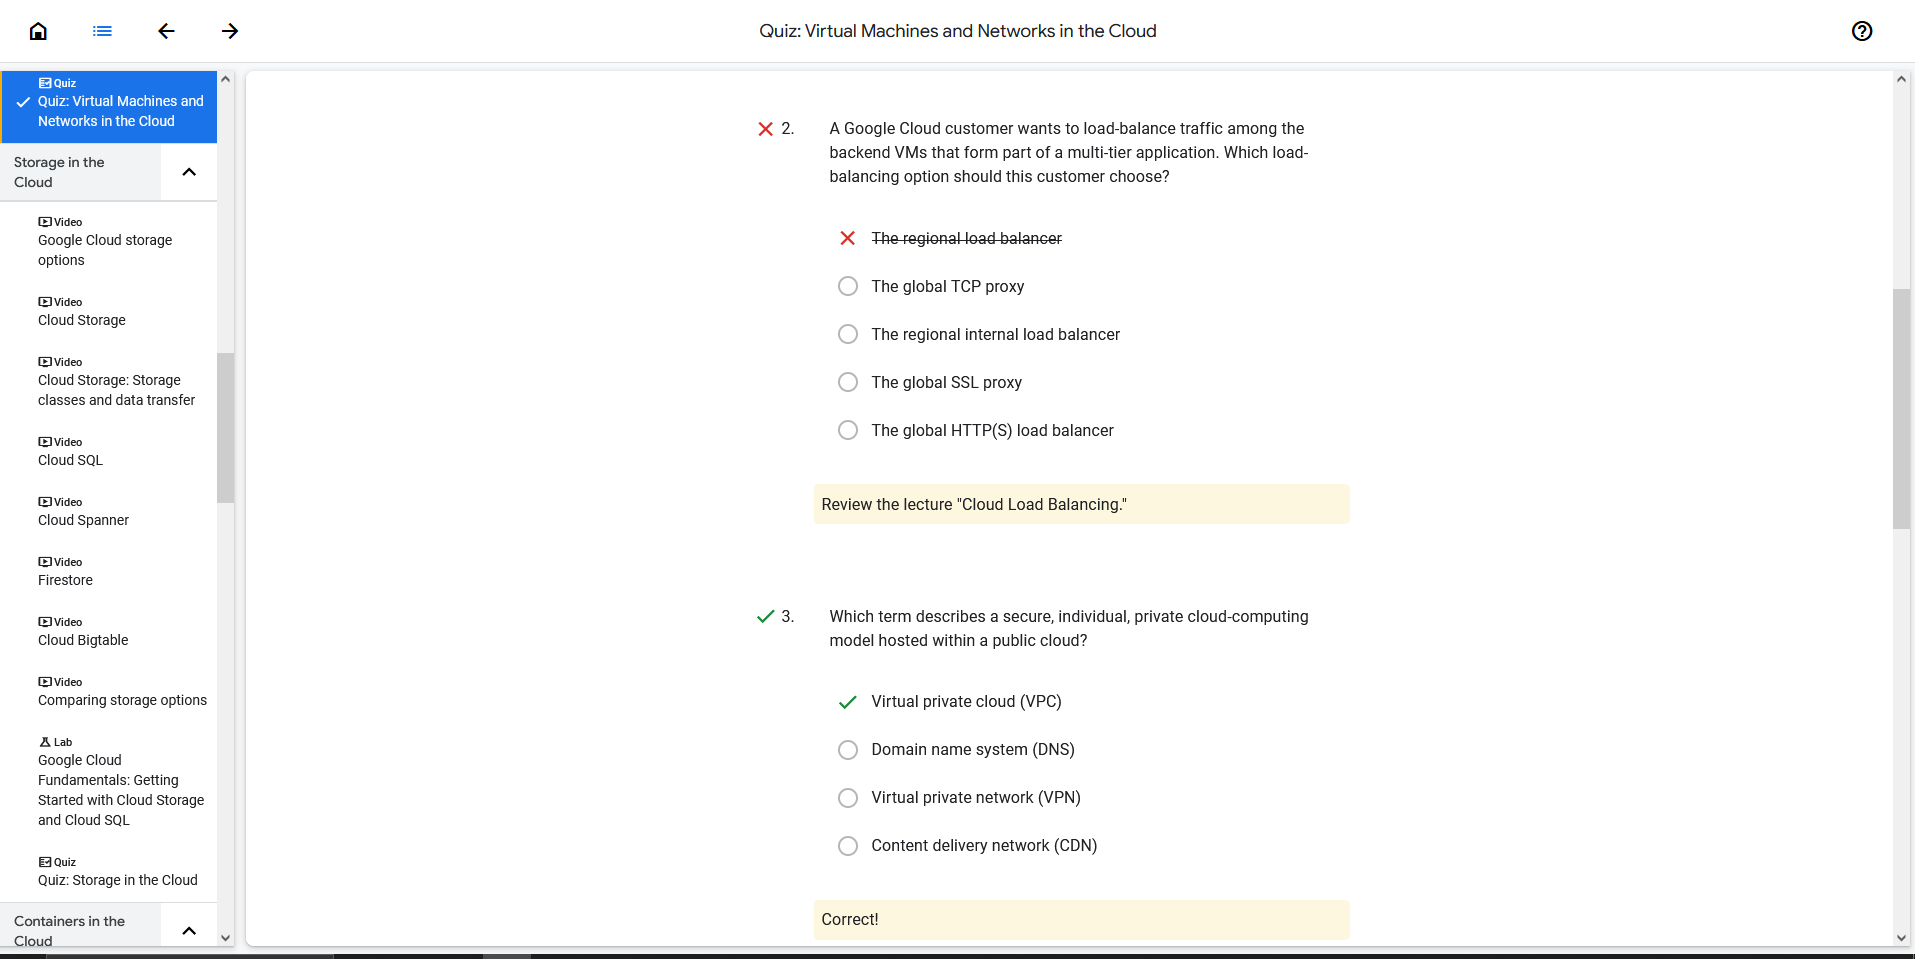 Quiz: Virtual Machines and Networks in the Cloud
Quiz
Quiz: Virtual Machines and
Networks in the Cloud
Storage in the
Cloud
Video
Google Cloud storage
options
Video
Cloud Storage
Video
Cloud Storage: Storage
classes and data transfer
Video
Cloud SQL
Video
Cloud Spanner
Video
Firestore
Video
Cloud Bigtable
Video
Comparing storage options
Lab
Google Cloud
Fundamentals: Getting
Started with Cloud Storage
and Cloud SQL
Quiz
Quiz: Storage in the Cloud
Containers in the
Cloud
2. A Google Cloud customer wants to load-balance traffic among the
backend VMs that form part of a multi-tier application. Which load-
balancing option should this customer choose?
The regional load balancer
The global TCP proxy
The regional internal load balancer
The global SSL proxy
The global HTTP(S) load balancer
Review the lecture "Cloud Load Balancing."
3. Which term describes a secure, individual, private cloud-computing
model hosted within a public cloud?
Virtual private cloud (VPC)
Domain name system (DNS)
Virtual private network (VPN)
Content delivery network (CDN)
Correct!